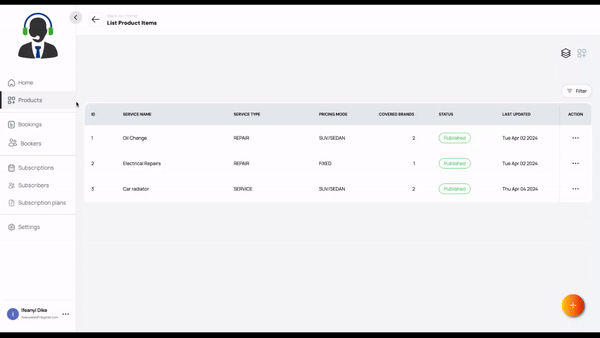 Back to Home
List Product Items
Home
Products
Bookings
Bookers
Subscriptions
Subscribers
Subscription plans
Settings
Filter
ID SERVICE NAME SERVICE TYPE PRICING MODE COVERED BRANDS STATUS LAST UPDATED ACTION
1 Oil Change REPAIR SUV/SEDAN 2 Published Tue Apr 02 2024
2 Electrical Repairs REPAIR FIXED 1 Published Tue Apr 02 2024
3 Car radiator SERVICE SUV/SEDAN 2 Published Thu Apr 04 2024
I Ifeanyi Dike